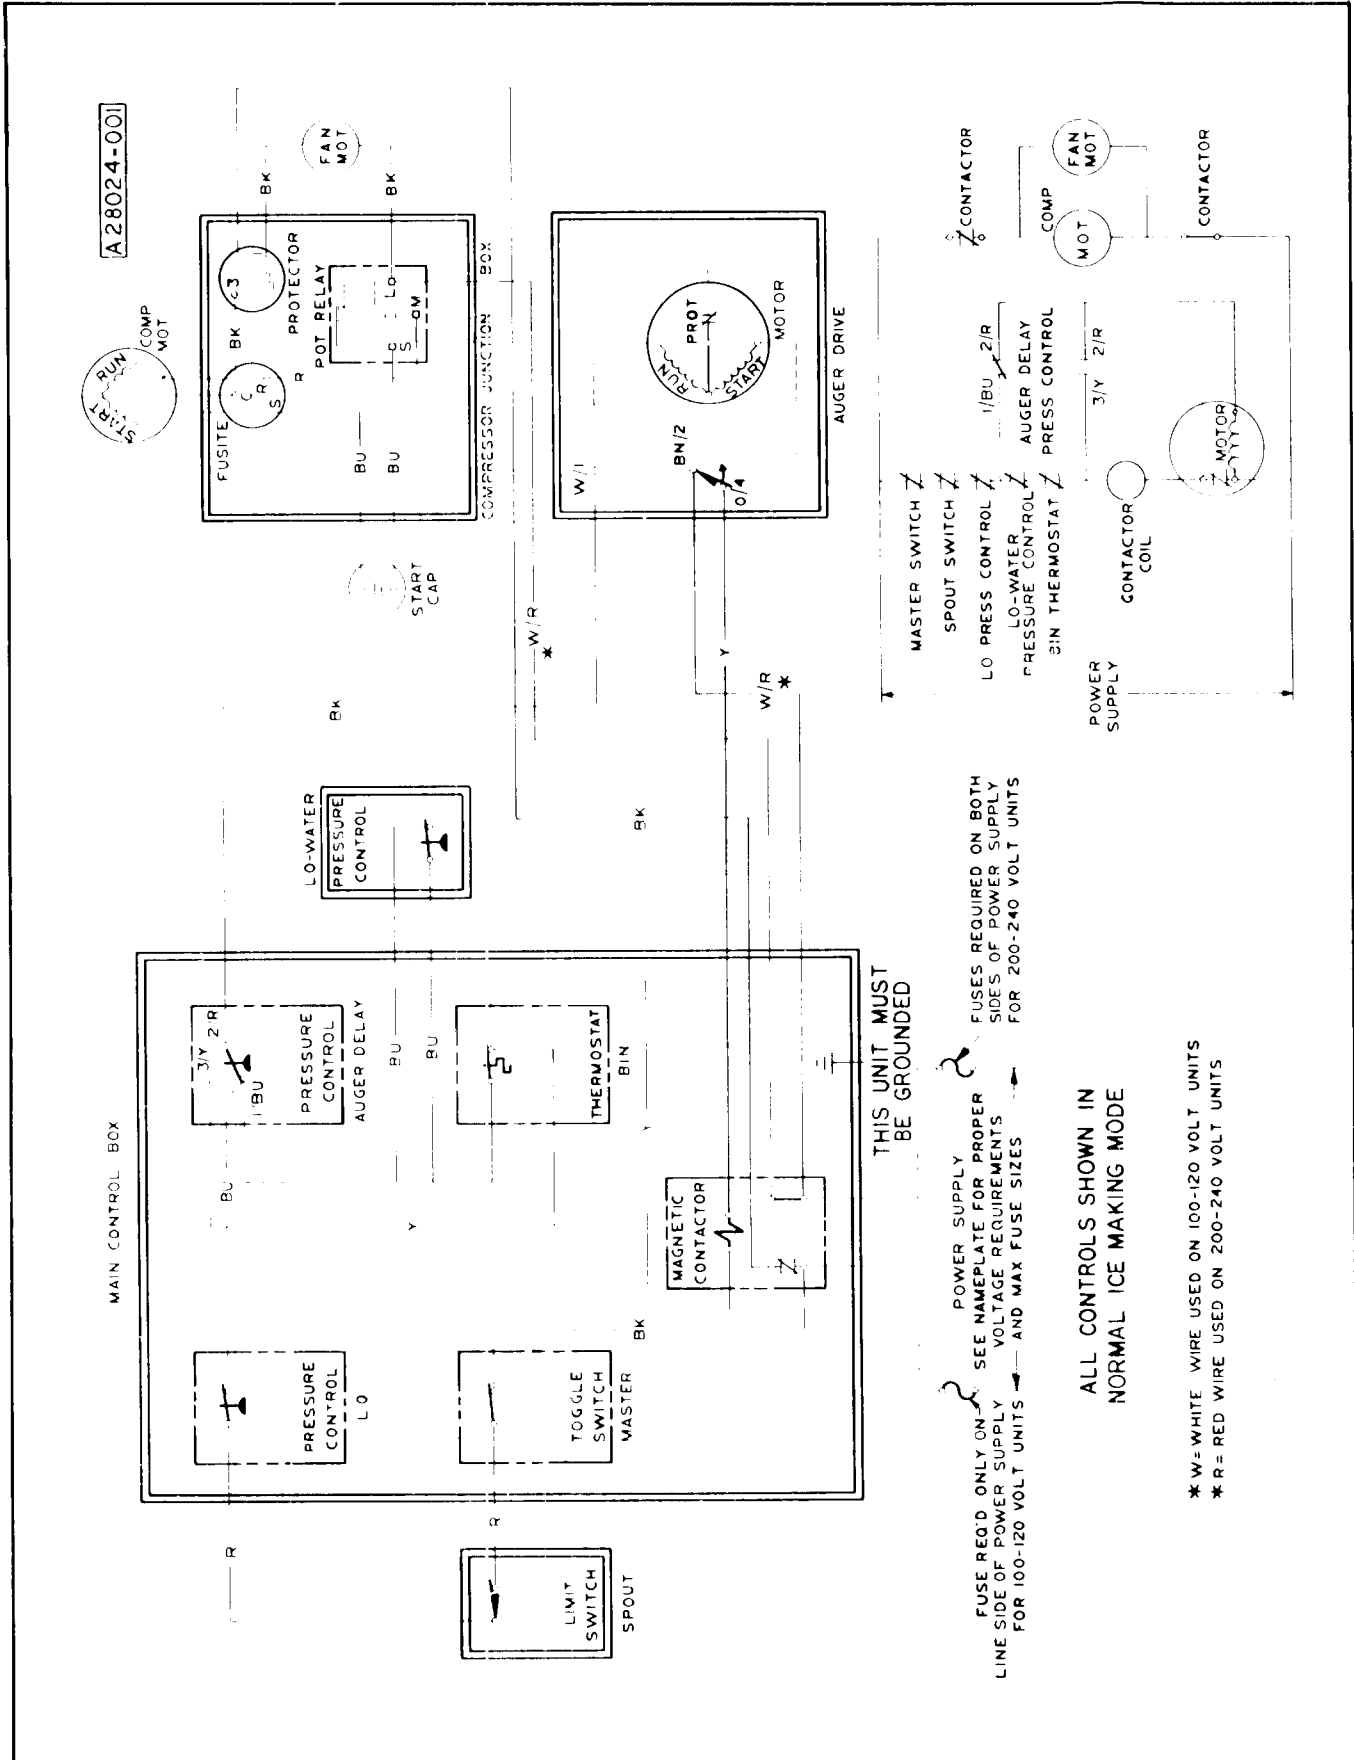 A28024-001
MAIN CONTROL BOX
COMP
MOT
START
RUN
FUSITE
C
S
R
R
BK
3
1
PROTECTOR
POT RELAY
S
L
M
BU
BU
BK
BK
FAN
MOT
COMPRESSOR JUNCTION BOX
START
CAP
BK
LO-WATER
PRESSURE
CONTROL
W/R
*
BK
R
PRESSURE
CONTROL
LO
BU
3/Y
2/R
1/BU
PRESSURE
CONTROL
AUGER DELAY
BU
BU
Y
R
LIMIT
SWITCH
SPOUT
TOGGLE
SWITCH
MASTER
THERMOSTAT
BIN
BK
Y
MAGNETIC
CONTACTOR
W/1
BN/2
O/4
RUN
START
PROT
MOTOR
AUGER DRIVE
Y
W/R
*
THIS UNIT MUST
BE GROUNDED
MASTER SWITCH
SPOUT SWITCH
LO PRESS CONTROL
LO-WATER
PRESSURE CONTROL
BIN THERMOSTAT
1/BU
2/R
AUGER DELAY
PRESS CONTROL
3/Y
2/R
CONTACTOR
COMP
MOT
FAN
MOT
CONTACTOR
CONTACTOR
COIL
MOTOR
POWER
SUPPLY
POWER SUPPLY
FUSE REQ'D ONLY ON
LINE SIDE OF POWER SUPPLY
FOR 100-120 VOLT UNITS
SEE NAMEPLATE FOR PROPER
VOLTAGE REQUIREMENTS
AND MAX FUSE SIZES
FUSES REQUIRED ON BOTH
SIDES OF POWER SUPPLY
FOR 200-240 VOLT UNITS
ALL CONTROLS SHOWN IN
NORMAL ICE MAKING MODE
* W=WHITE WIRE USED ON 100-120 VOLT UNITS
* R=RED WIRE USED ON 200-240 VOLT UNITS